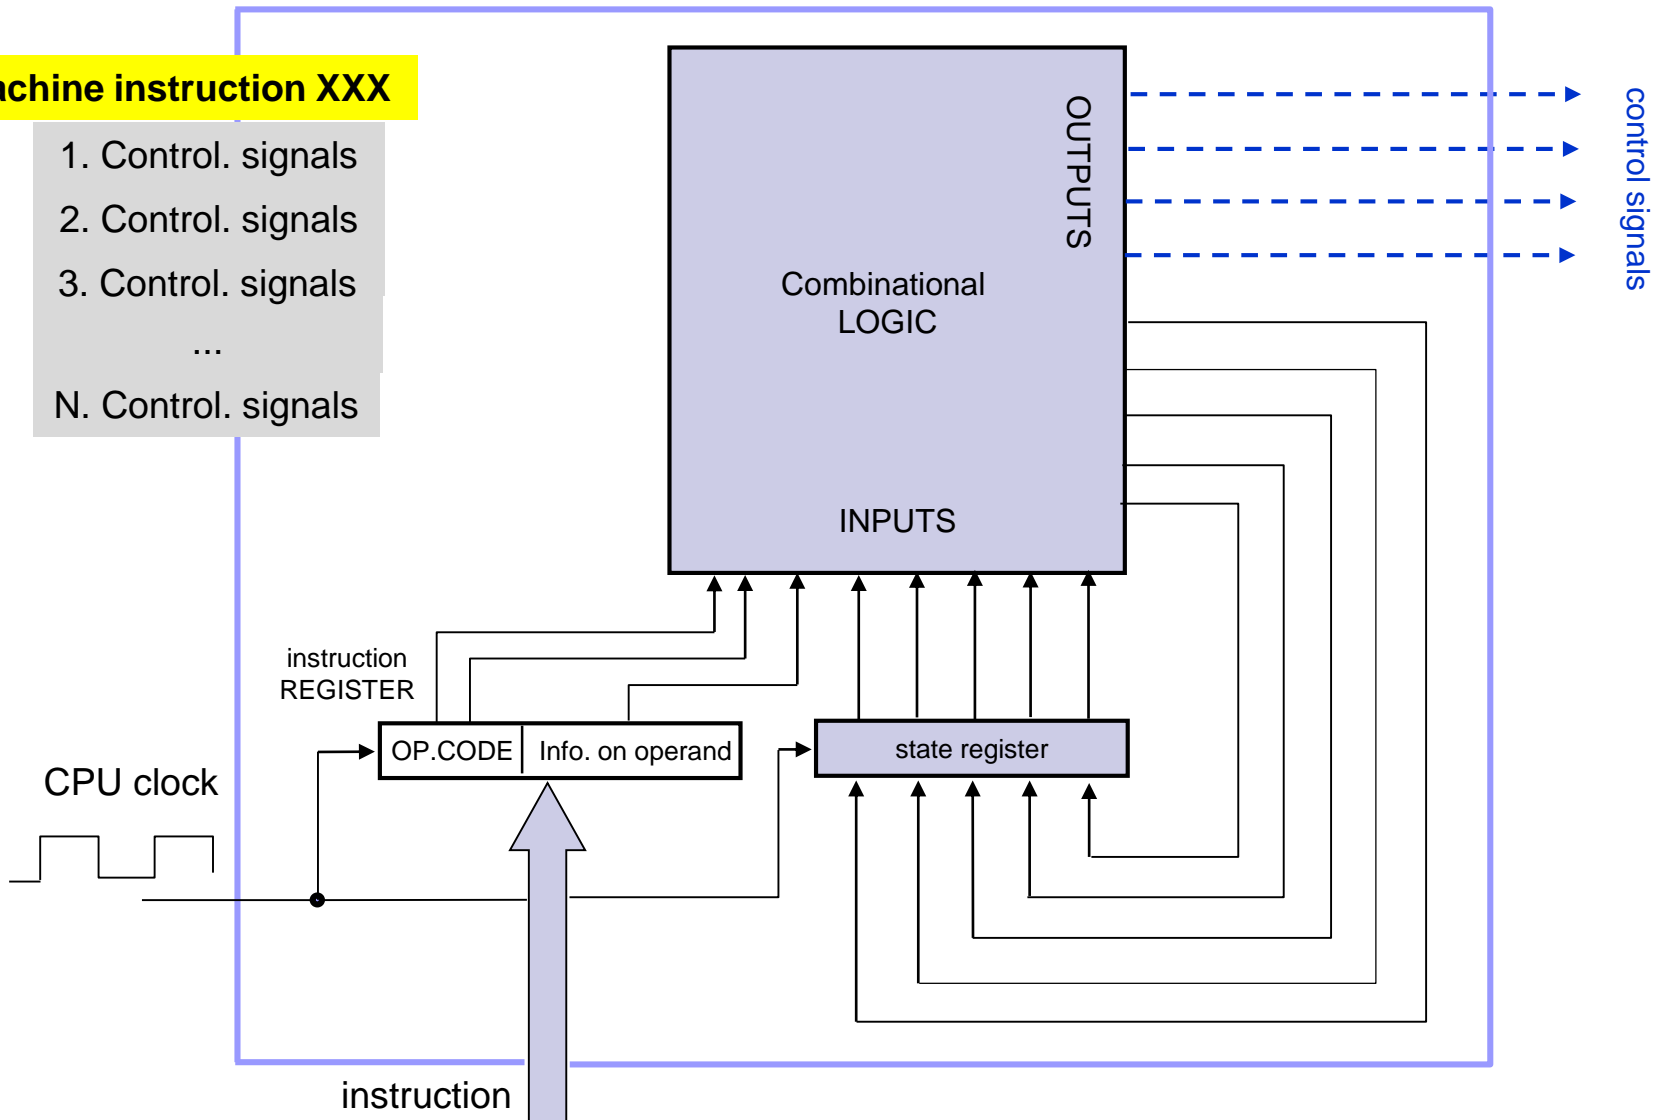 achine instruction XXX
1. Control. signals
2. Control. signals
3. Control. signals
...
N. Control. signals
OUTPUTS
control signals
Combinational
LOGIC
INPUTS
instruction
REGISTER
OP.CODE
Info. on operand
state register
CPU clock
instruction